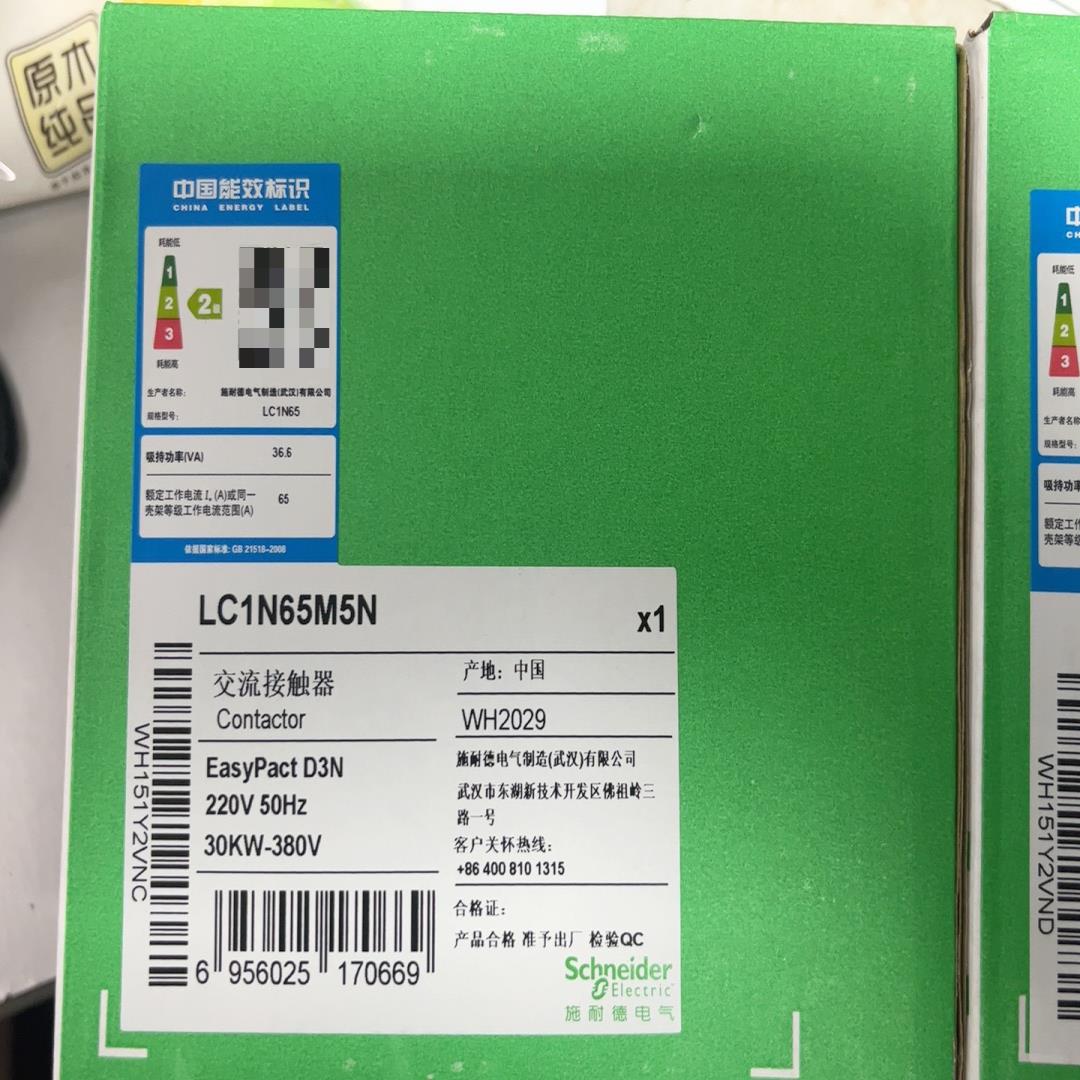 原木
纯品
中国能效标识
CHINA ENERGY LABEL
耗能低
1
2
3
2级
耗能高
生产者名称: 施耐德电气制造(武汉)有限公司
规格型号: LC1N65
吸持功率(VA) 36.6
额定工作电流 Iₑ (A)或同一 65
壳架等级工作电流范围(A)
依据国家标准: GB 21518-2008
LC1N65M5N x1
交流接触器
Contactor
EasyPact D3N
220V 50Hz
30KW-380V
产地: 中国
WH2029
施耐德电气制造(武汉)有限公司
武汉市东湖新技术开发区佛祖岭三
路一号
客户关怀热线:
+86 400 810 1315
合格证:
产品合格 准予出厂 检验QC
WH151Y2VNC
6 956025 170669
Schneider
Electric
施耐德电气
中
CH
耗能低
1
2
3
耗能高
生产者名称
规格型号:
吸持功率
额定工作
壳架等级
WH151Y2VND